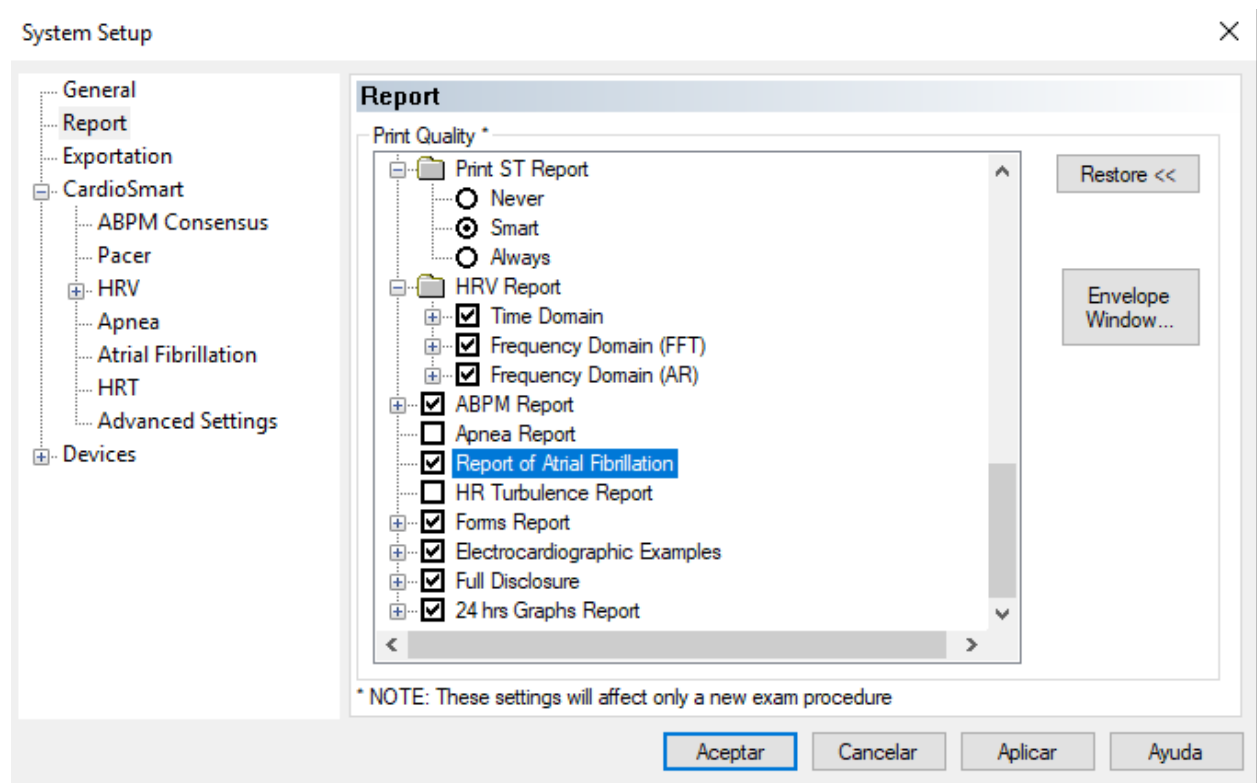 System Setup
General
Report
Exportation
CardioSmart
ABPM Consensus
Pacer
HRV
Apnea
Atrial Fibrillation
HRT
Advanced Settings
Devices
Report
Print Quality *
Print ST Report
Never
Smart
Always
HRV Report
Time Domain
Frequency Domain (FFT)
Frequency Domain (AR)
ABPM Report
Apnea Report
Report of Atrial Fibrillation
HR Turbulence Report
Forms Report
Electrocardiographic Examples
Full Disclosure
24 hrs Graphs Report
Restore <<
Envelope
Window...
* NOTE: These settings will affect only a new exam procedure
Aceptar Cancelar Aplicar Ayuda